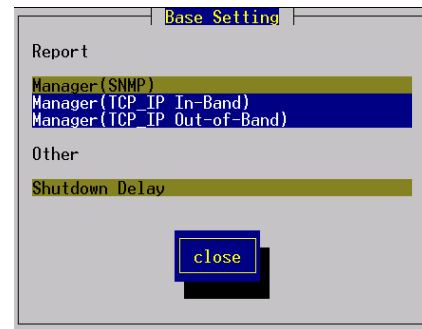 Base Setting
Report
Manager(SNMP)
Manager(TCP_IP In-Band)
Manager(TCP_IP Out-of-Band)
Other
Shutdown Delay
close